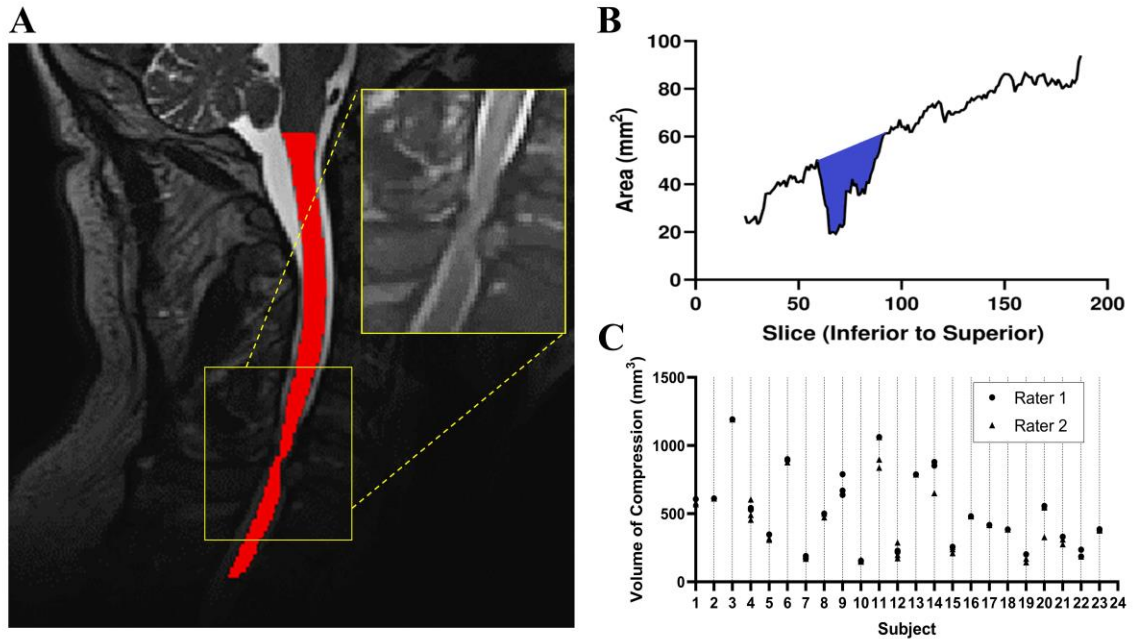 A
B
100
80
60
40
20
0
Area (mm²)
0 50 100 150 200
Slice (Inferior to Superior)
C
1500
1000
500
0
Volume of Compression (mm³)
Rater 1
Rater 2
1 2 3 4 5 6 7 8 9 10 11 12 13 14 15 16 17 18 19 20 21 22 23 24
Subject